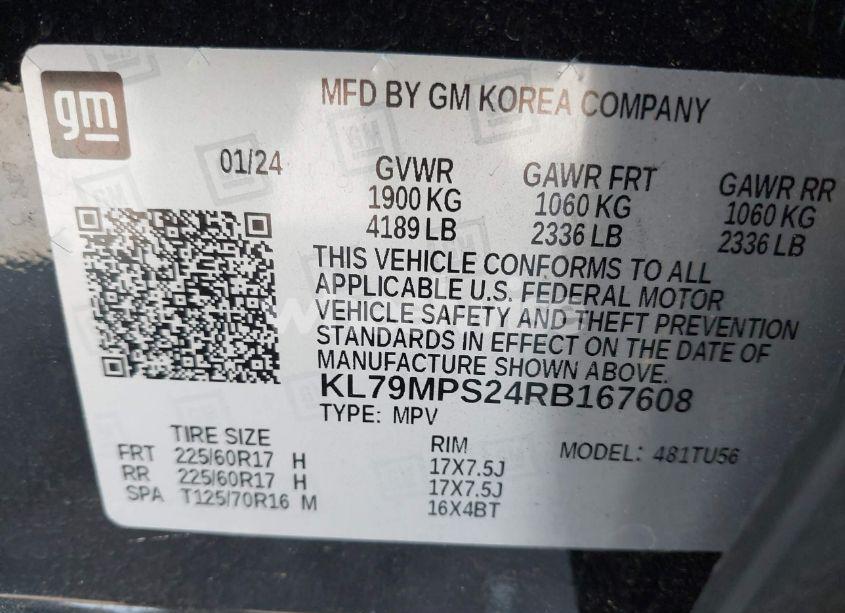 gm
MFD BY GM KOREA COMPANY
01/24
GVWR
1900 KG
4189 LB
GAWR FRT
1060 KG
2336 LB
GAWR RR
1060 KG
2336 LB
THIS VEHICLE CONFORMS TO ALL
APPLICABLE U.S. FEDERAL MOTOR
VEHICLE SAFETY AND THEFT PREVENTION
STANDARDS IN EFFECT ON THE DATE OF
MANUFACTURE SHOWN ABOVE.
KL79MPS24RB167608
TYPE: MPV
MODEL: 481TU56
TIRE SIZE RIM
FRT 225/60R17 H 17X7.5J
RR 225/60R17 H 17X7.5J
SPA T125/70R16 M 16X4BT